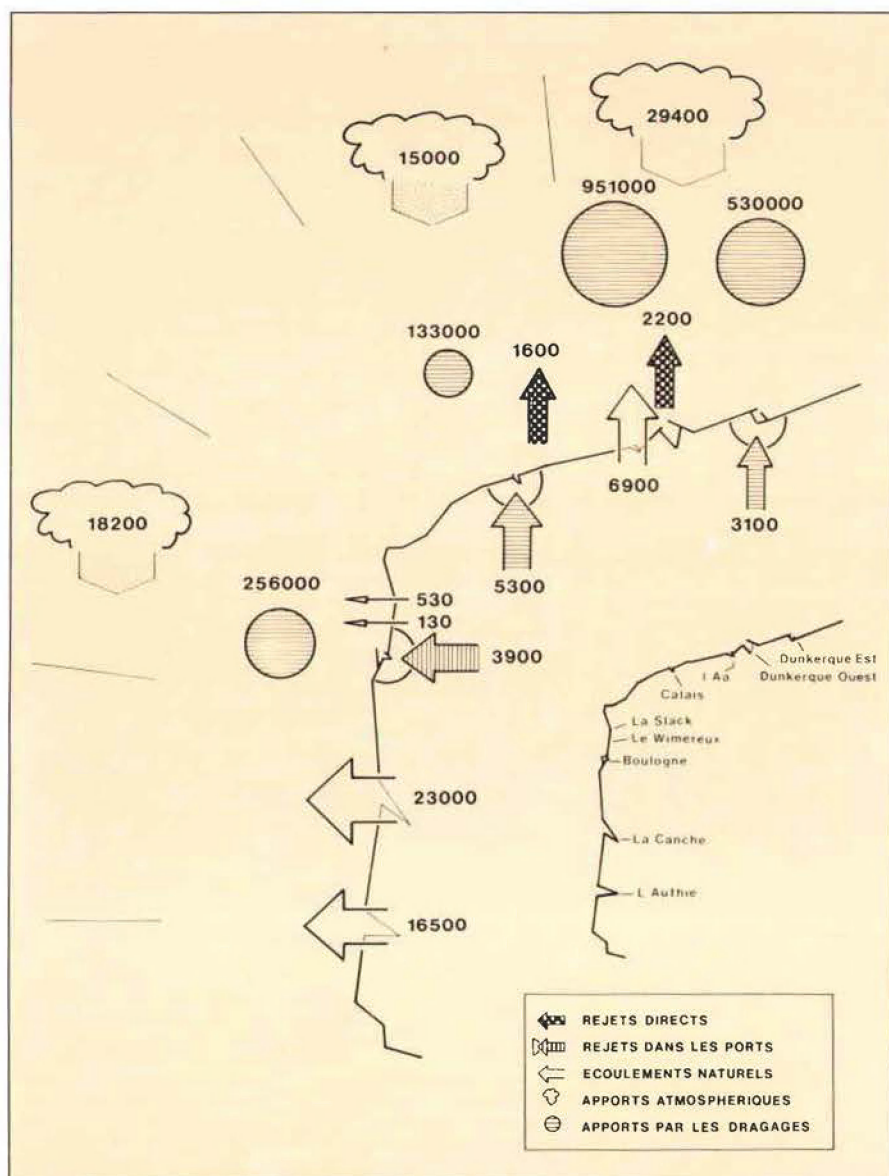 29400
15000
951000
530000
2200
133000
1600
6900
18200
3100
5300
256000
530
130
3900
23000
16500
Dunkerque Est
Dunkerque Ouest
l Aa
Calais
La Slack
Le Wimereux
Boulogne
La Canche
L Authie
REJETS DIRECTS
REJETS DANS LES PORTS
ECOULEMENTS NATURELS
APPORTS ATMOSPHERIQUES
APPORTS PAR LES DRAGAGES